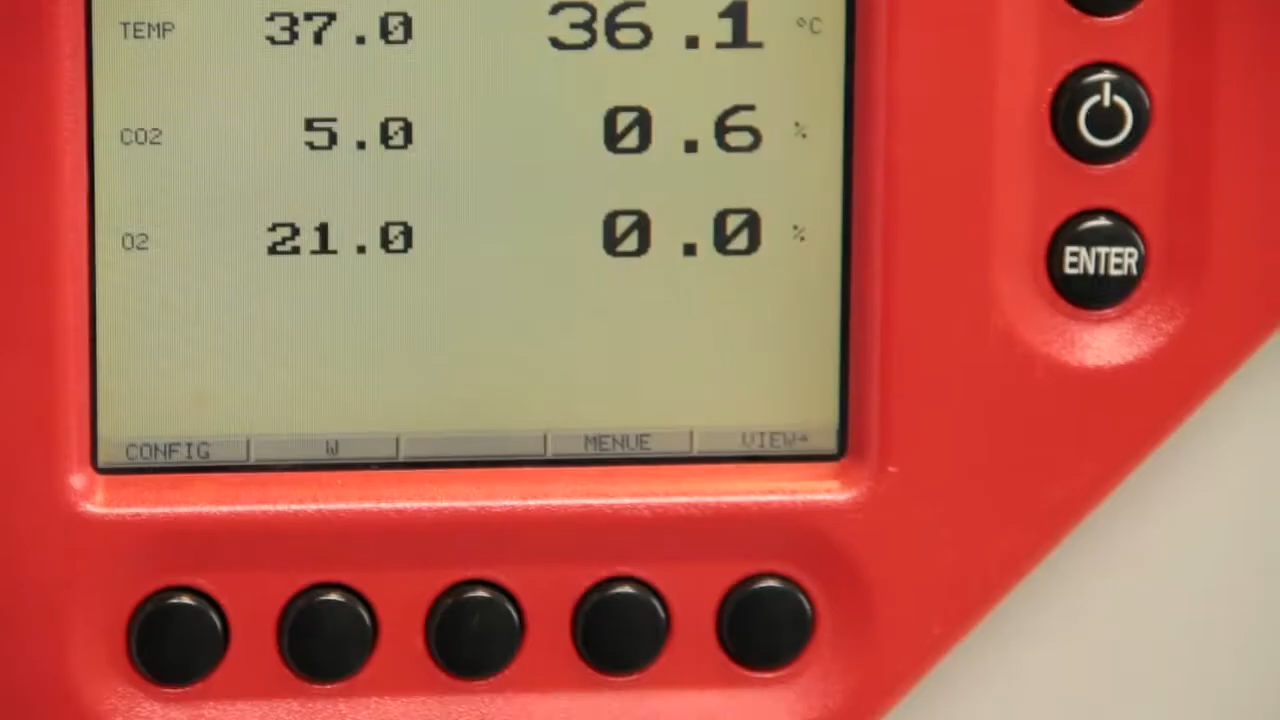 TEMP 37.0 36.1 °C
CO2 5.0 0.6 %
O2 21.0 0.0 %
ENTER
CONFIG W MENUE VIEW→